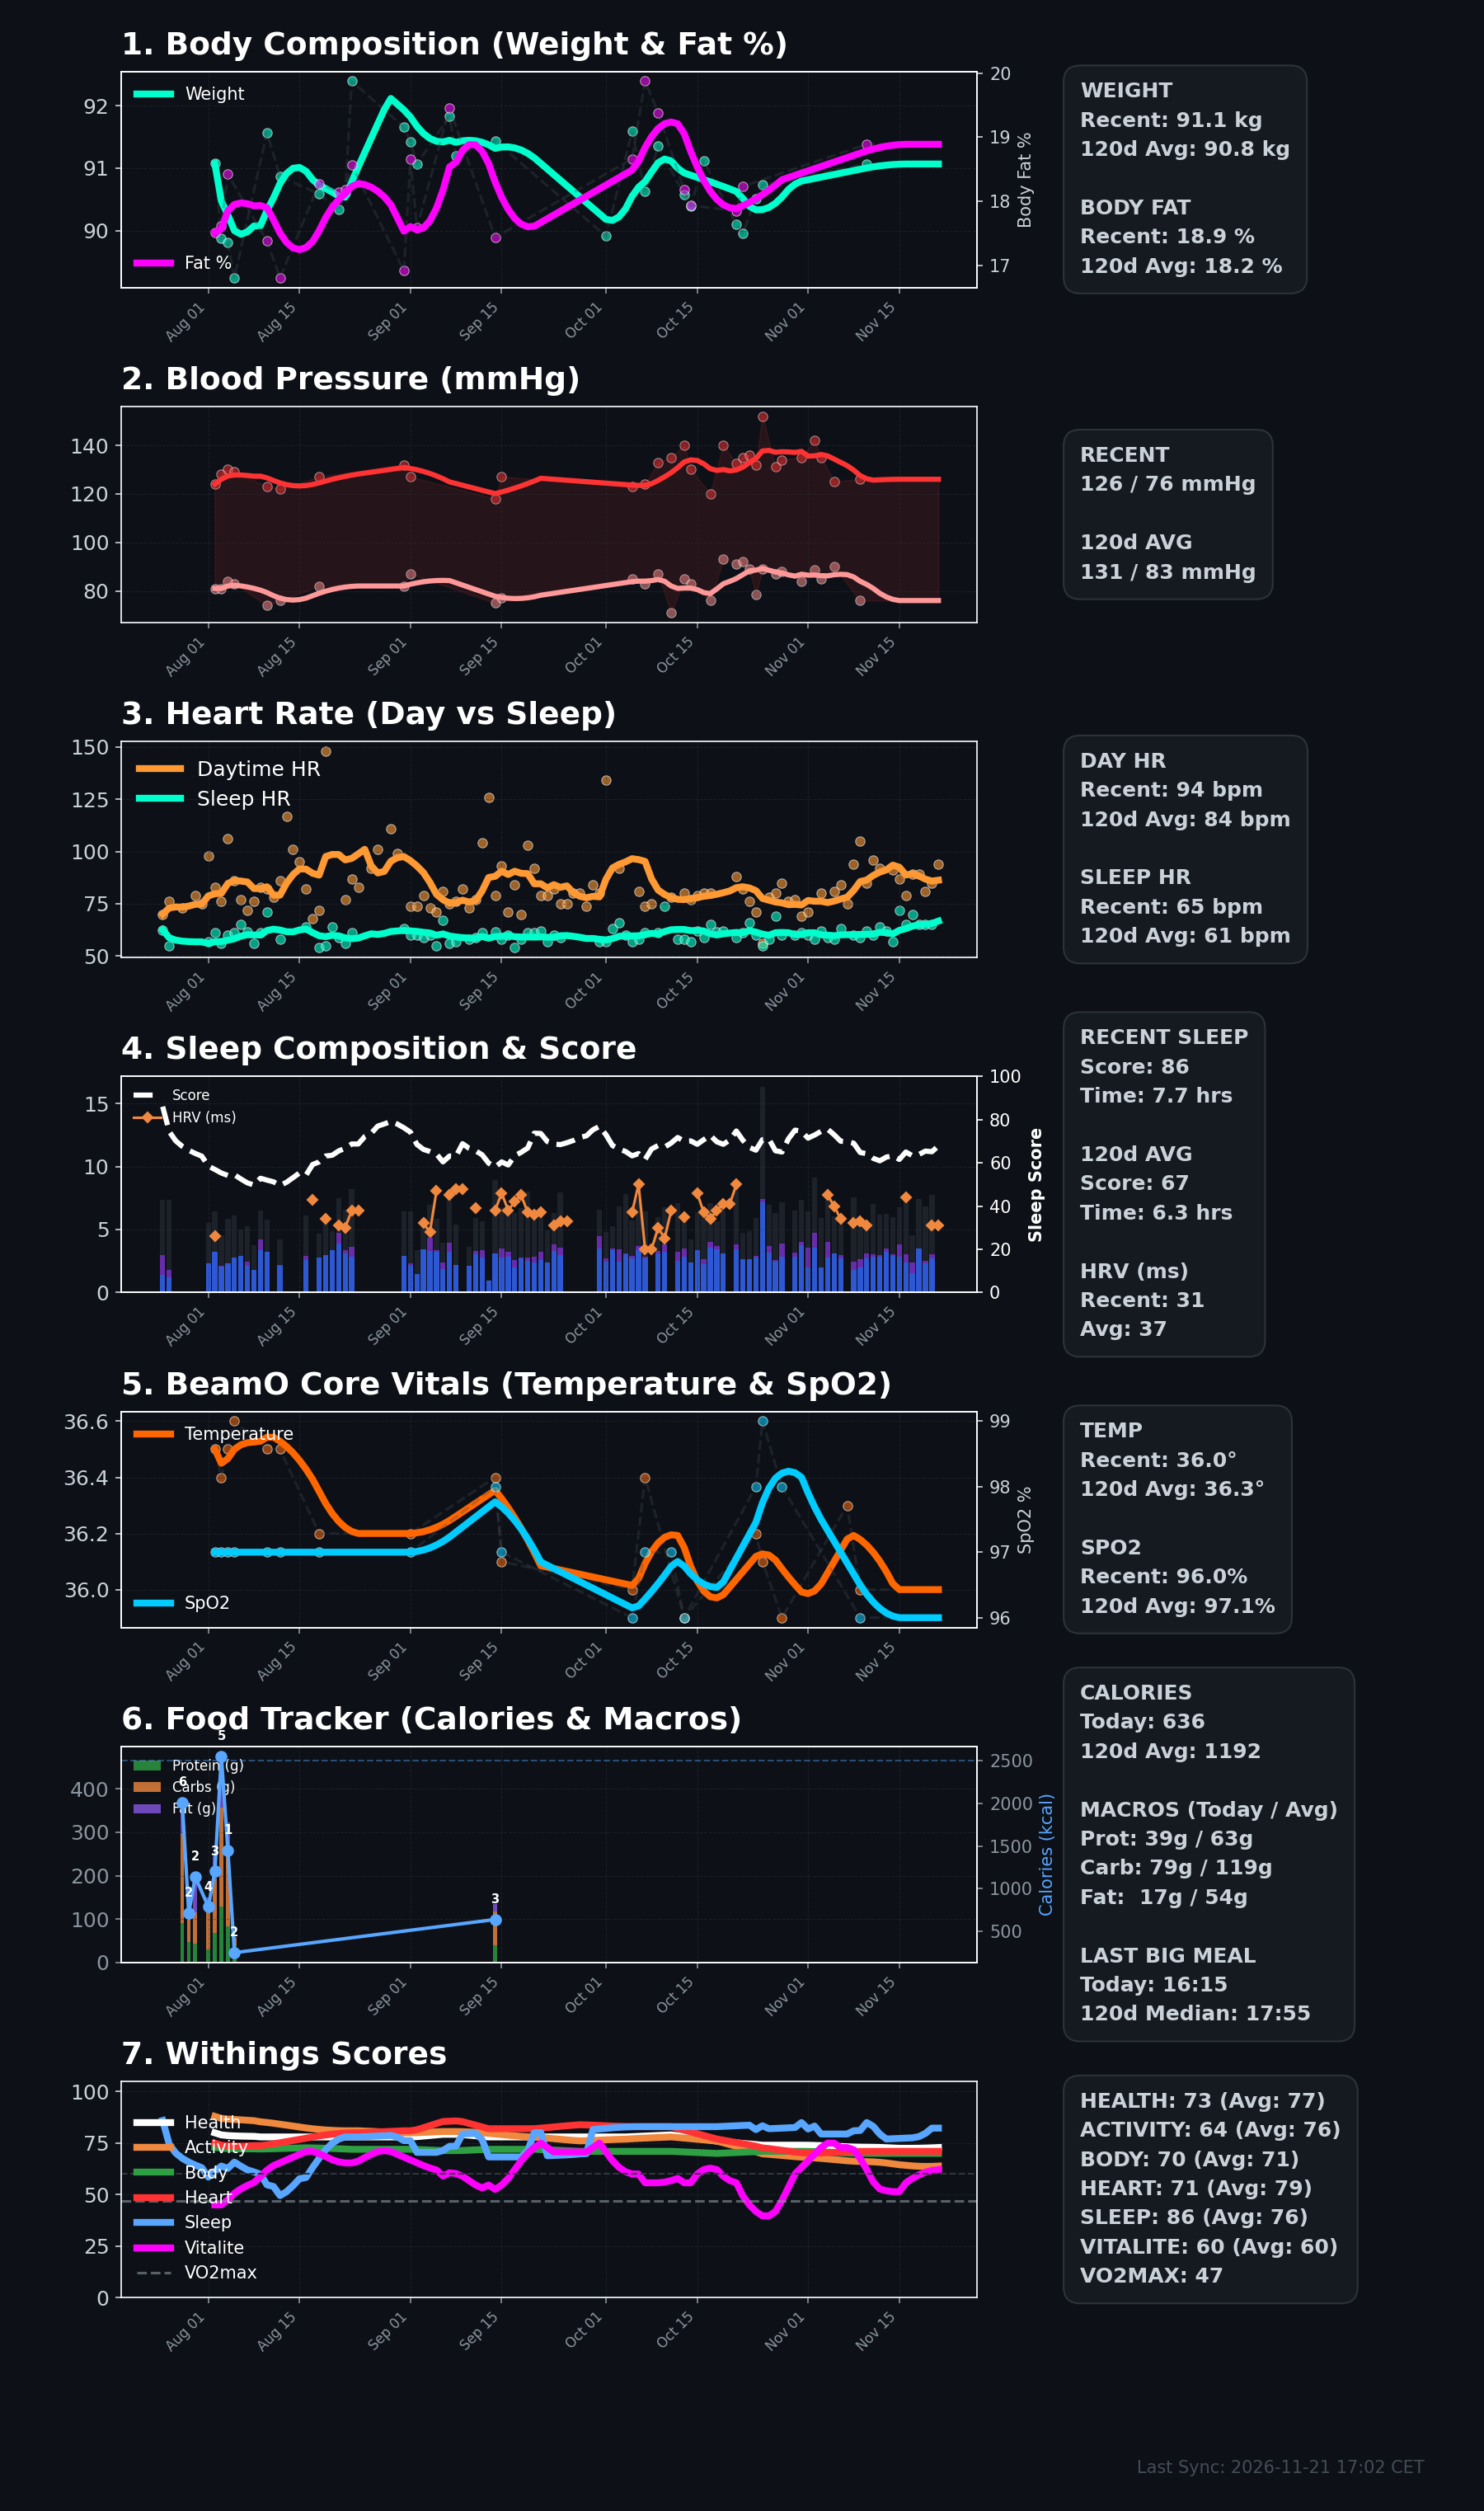 1. Body Composition (Weight & Fat %)
Weight
Fat %
92
91
90
20
19
18
17
Body Fat %
Aug 01
Aug 15
Sep 01
Sep 15
Oct 01
Oct 15
Nov 01
Nov 15
WEIGHT
Recent: 91.1 kg
120d Avg: 90.8 kg
BODY FAT
Recent: 18.9 %
120d Avg: 18.2 %
2. Blood Pressure (mmHg)
140
120
100
80
Aug 01
Aug 15
Sep 01
Sep 15
Oct 01
Oct 15
Nov 01
Nov 15
RECENT
126 / 76 mmHg
120d AVG
131 / 83 mmHg
3. Heart Rate (Day vs Sleep)
Daytime HR
Sleep HR
150
125
100
75
50
Aug 01
Aug 15
Sep 01
Sep 15
Oct 01
Oct 15
Nov 01
Nov 15
DAY HR
Recent: 94 bpm
120d Avg: 84 bpm
SLEEP HR
Recent: 65 bpm
120d Avg: 61 bpm
4. Sleep Composition & Score
Score
HRV (ms)
15
10
5
0
100
80
60
40
20
0
Sleep Score
Aug 01
Aug 15
Sep 01
Sep 15
Oct 01
Oct 15
Nov 01
Nov 15
RECENT SLEEP
Score: 86
Time: 7.7 hrs
120d AVG
Score: 67
Time: 6.3 hrs
HRV (ms)
Recent: 31
Avg: 37
5. BeamO Core Vitals (Temperature & SpO2)
Temperature
SpO2
36.6
36.4
36.2
36.0
99
98
97
96
SpO2 %
Aug 01
Aug 15
Sep 01
Sep 15
Oct 01
Oct 15
Nov 01
Nov 15
TEMP
Recent: 36.0°
120d Avg: 36.3°
SPO2
Recent: 96.0%
120d Avg: 97.1%
6. Food Tracker (Calories & Macros)
Protein (g)
Carbs (g)
Fat (g)
6
2
2
4
3
5
1
2
3
400
300
200
100
0
2500
2000
1500
1000
500
Calories (kcal)
Aug 01
Aug 15
Sep 01
Sep 15
Oct 01
Oct 15
Nov 01
Nov 15
CALORIES
Today: 636
120d Avg: 1192
MACROS (Today / Avg)
Prot: 39g / 63g
Carb: 79g / 119g
Fat: 17g / 54g
LAST BIG MEAL
Today: 16:15
120d Median: 17:55
7. Withings Scores
Health
Activity
Body
Heart
Sleep
Vitalite
VO2max
100
75
50
25
0
Aug 01
Aug 15
Sep 01
Sep 15
Oct 01
Oct 15
Nov 01
Nov 15
HEALTH: 73 (Avg: 77)
ACTIVITY: 64 (Avg: 76)
BODY: 70 (Avg: 71)
HEART: 71 (Avg: 79)
SLEEP: 86 (Avg: 76)
VITALITE: 60 (Avg: 60)
VO2MAX: 47
Last Sync: 2026-11-21 17:02 CET